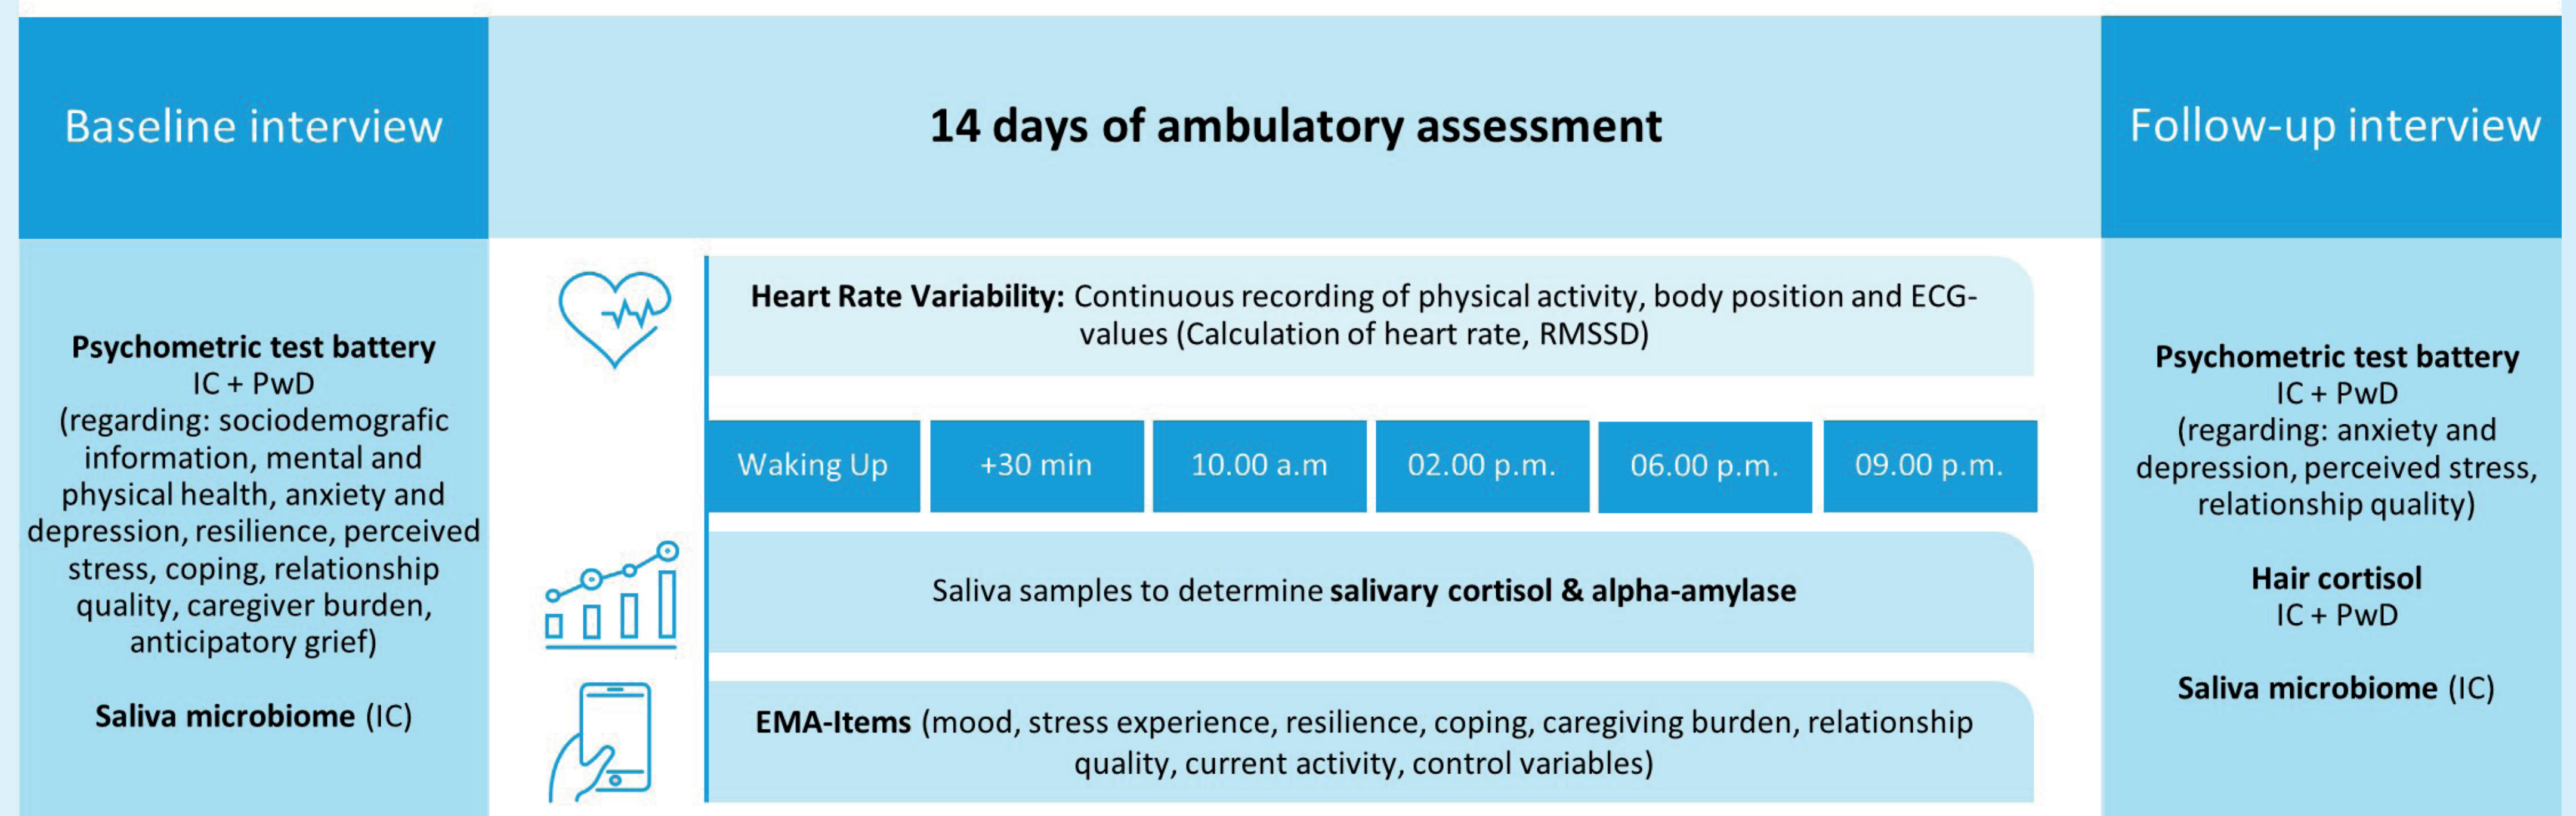 Baseline interview
14 days of ambulatory assessment
Follow-up interview
Psychometric test battery
IC + PwD
(regarding: sociodemografic
information, mental and
physical health, anxiety and
depression, resilience, perceived
stress, coping, relationship
quality, caregiver burden,
anticipatory grief)
Saliva microbiome (IC)
Heart Rate Variability: Continuous recording of physical activity, body position and ECG-
values (Calculation of heart rate, RMSSD)
Waking Up
+30 min
10.00 a.m
02.00 p.m.
06.00 p.m.
09.00 p.m.
Saliva samples to determine salivary cortisol & alpha-amylase
EMA-Items (mood, stress experience, resilience, coping, caregiving burden, relationship
quality, current activity, control variables)
Psychometric test battery
IC + PwD
(regarding: anxiety and
depression, perceived stress,
relationship quality)
Hair cortisol
IC + PwD
Saliva microbiome (IC)